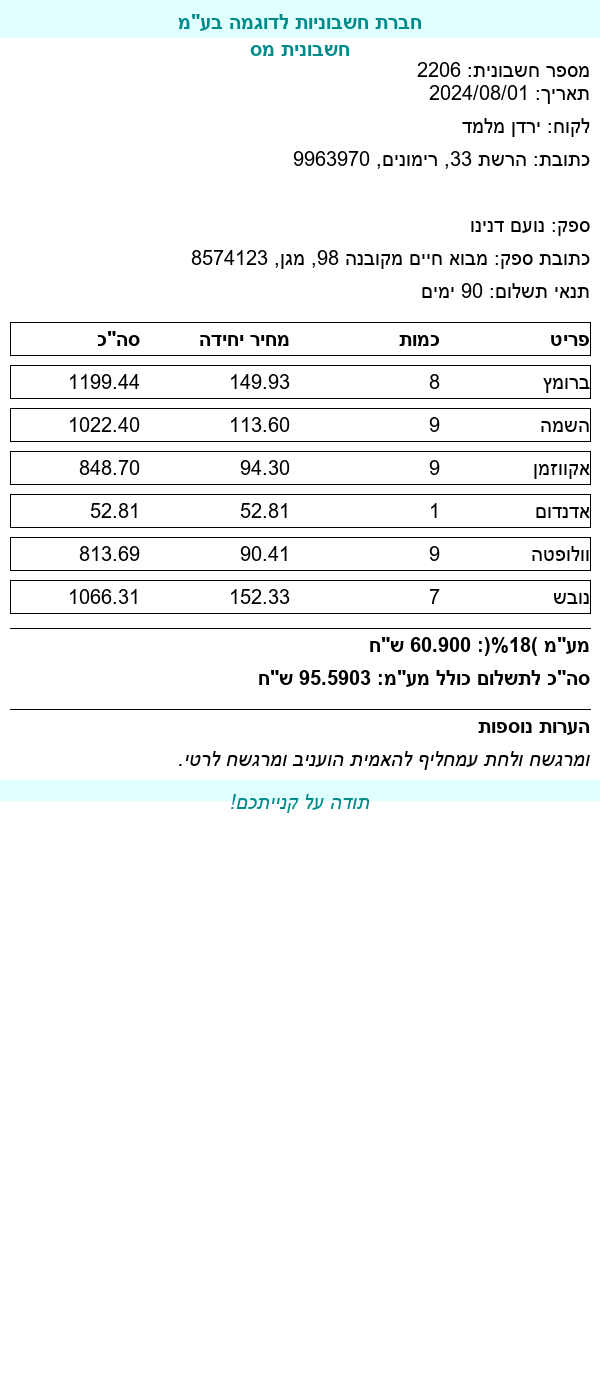 חברת חשבוניות לדוגמה בע"מ
חשבונית מס
מספר חשבונית: 2206
תאריך: 2024/08/01
לקוח: ירדן מלמד
כתובת: הרשת 33, רימונים, 9963970
ספק: נועם דנינו
כתובת ספק: מבוא חיים מקובנה 98, מגן, 8574123
תנאי תשלום: 90 ימים
פריט כמות מחיר יחידה סה"כ
ברומץ 8 149.93 1199.44
השמה 9 113.60 1022.40
אקווזמן 9 94.30 848.70
אדנדום 1 52.81 52.81
וולופטה 9 90.41 813.69
נובש 7 152.33 1066.31
מע"מ )18%(: 60.900 ש"ח
סה"כ לתשלום כולל מע"מ: 95.5903 ש"ח
הערות נוספות
ומרגשח ולחת עמחליף להאמית הועניב ומרגשח לרטי.
תודה על קנייתכם!